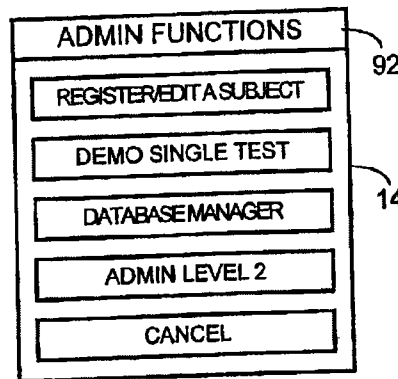 ADMIN FUNCTIONS
92
REGISTER/EDIT A SUBJECT
DEMO SINGLE TEST
14
DATABASE MANAGER
ADMIN LEVEL 2
CANCEL